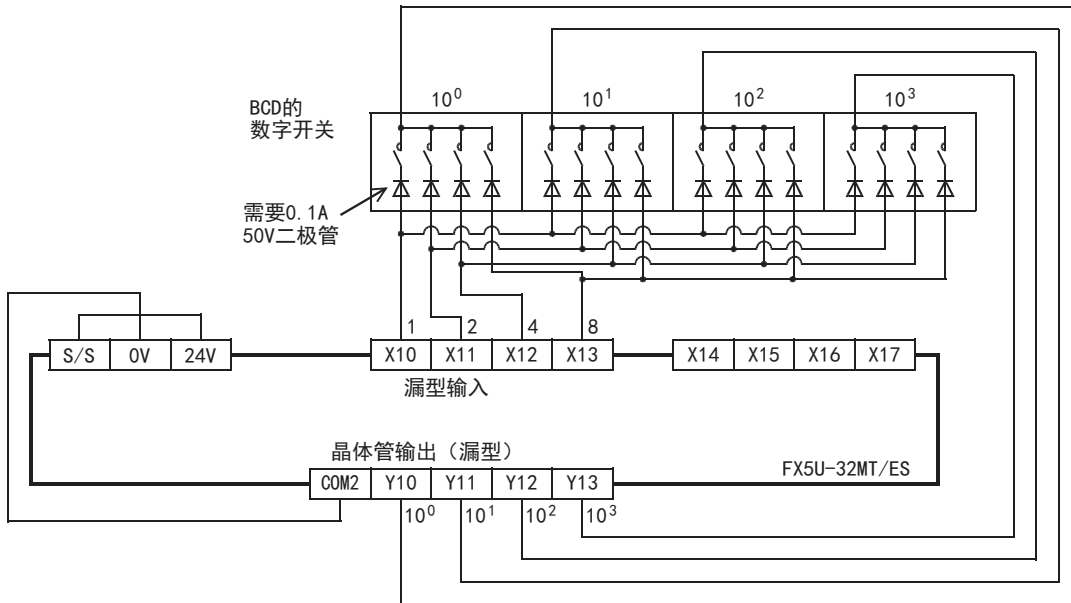 10⁰ 10¹ 10² 10³
BCD的
数字开关
需要0.1A
50V二极管
1 2 4 8
S/S 0V 24V X10 X11 X12 X13 X14 X15 X16 X17
漏型输入
晶体管输出（漏型）
FX5U-32MT/ES
COM2 Y10 Y11 Y12 Y13
10⁰ 10¹ 10² 10³